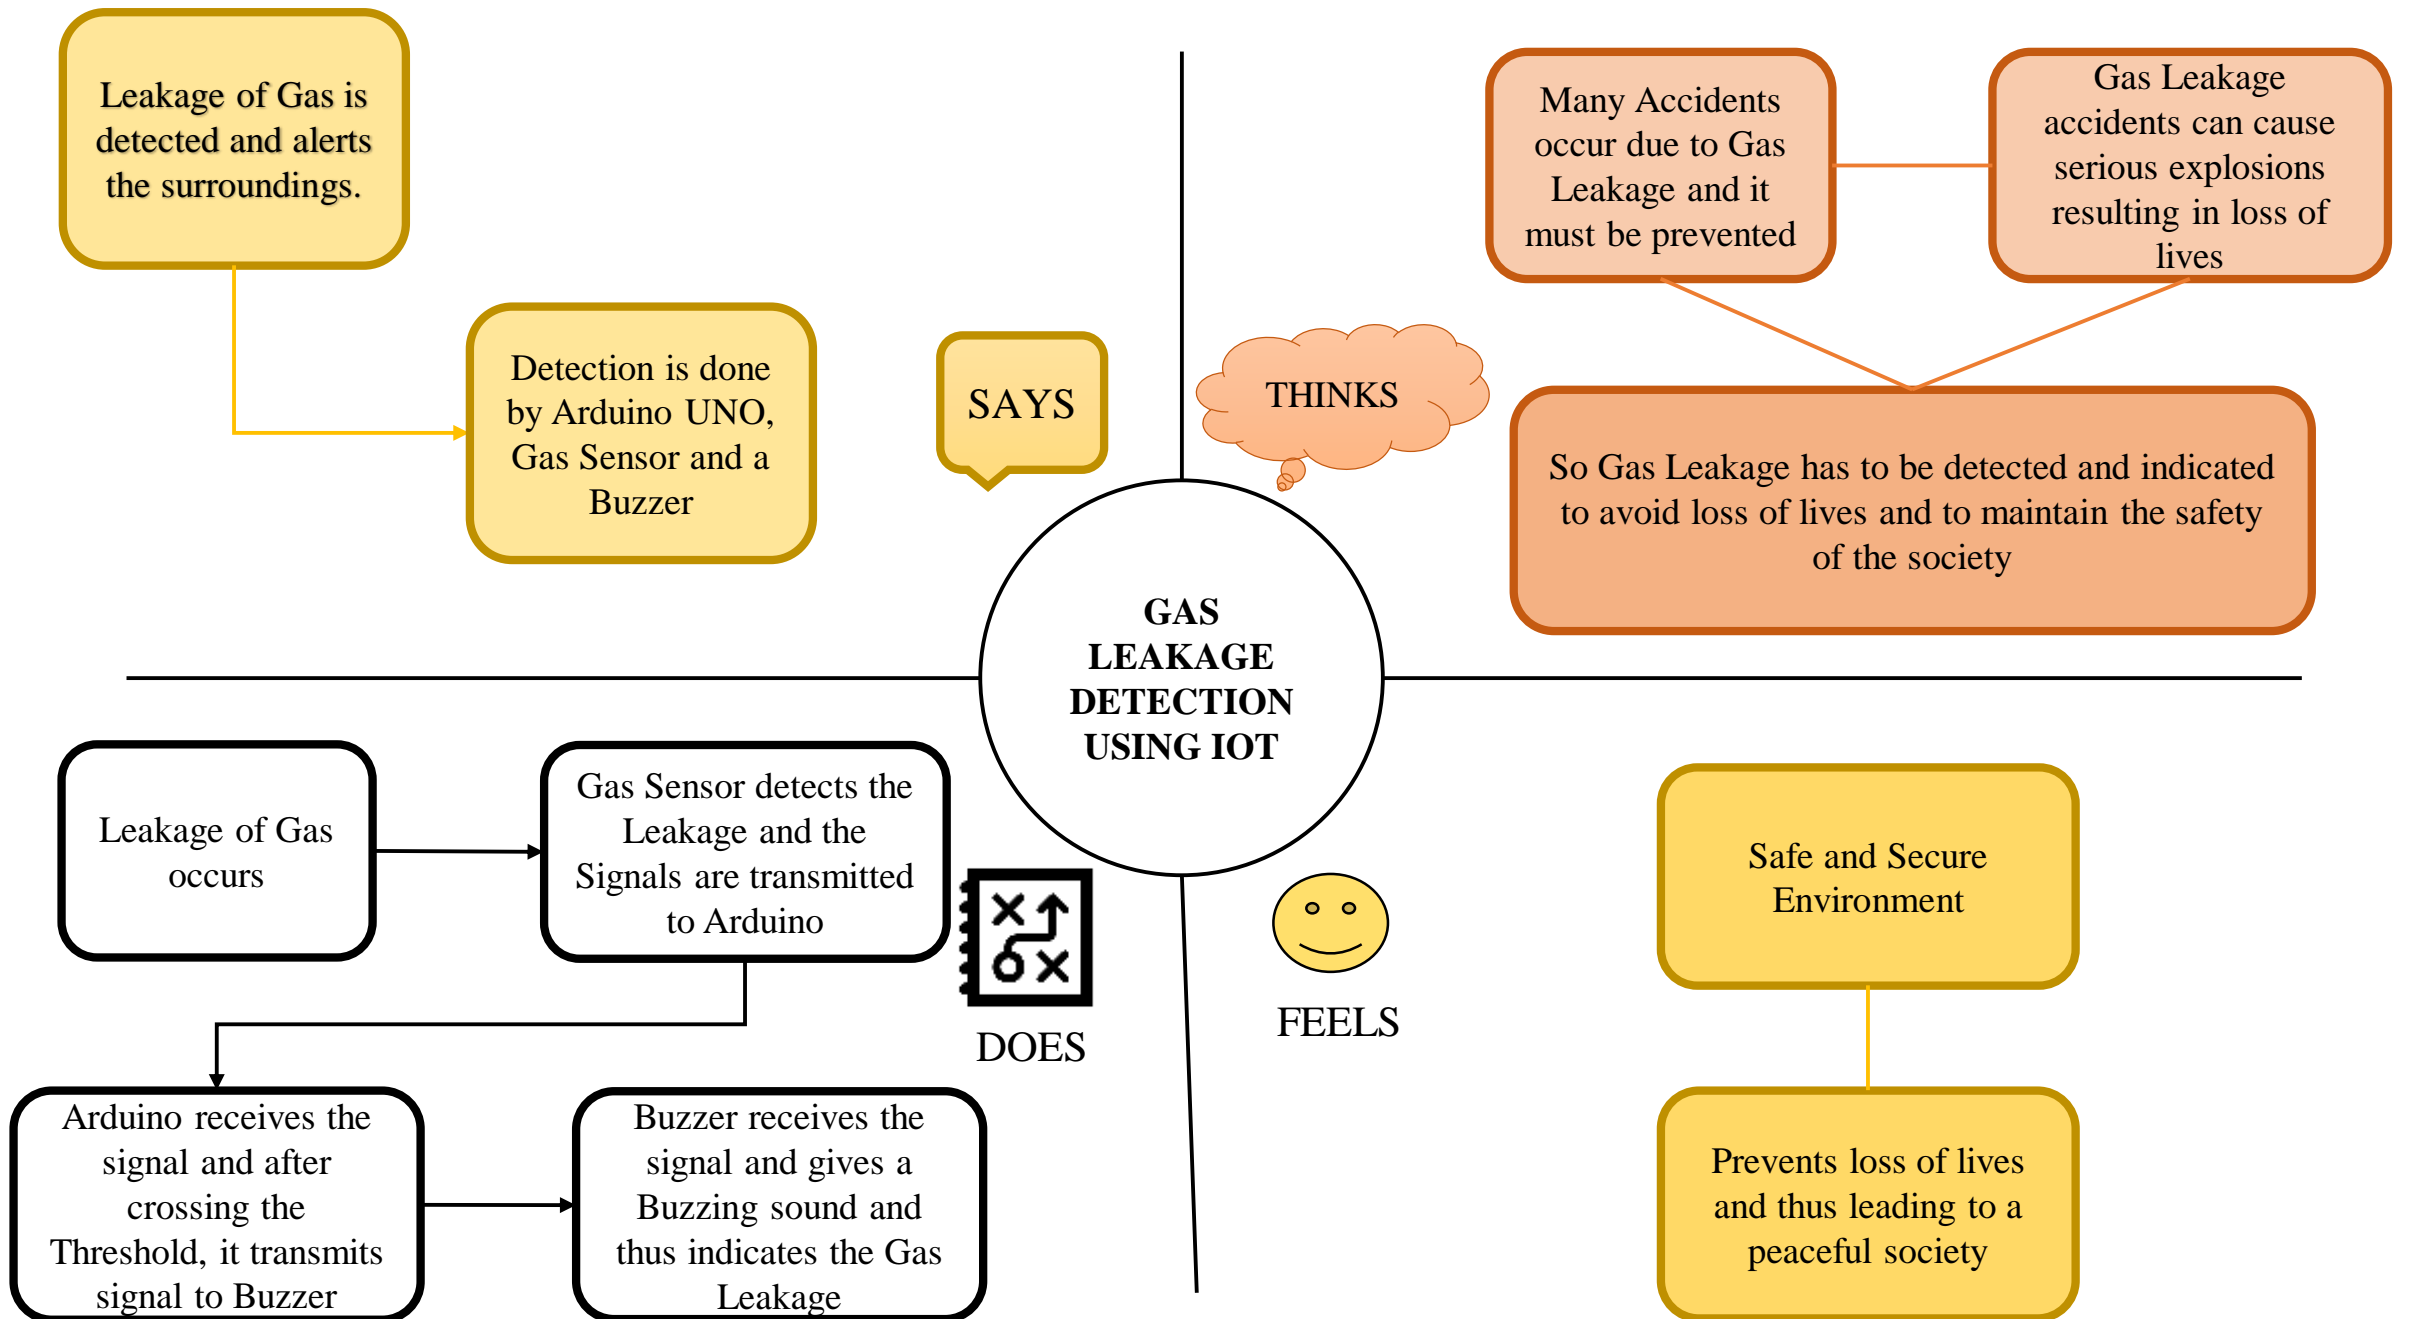 Leakage of Gas is
detected and alerts
the surroundings.
Detection is done
by Arduino UNO,
Gas Sensor and a
Buzzer
SAYS
THINKS
Many Accidents
occur due to Gas
Leakage and it
must be prevented
Gas Leakage
accidents can cause
serious explosions
resulting in loss of
lives
So Gas Leakage has to be detected and indicated
to avoid loss of lives and to maintain the safety
of the society
GAS
LEAKAGE
DETECTION
USING IOT
Leakage of Gas
occurs
Gas Sensor detects the
Leakage and the
Signals are transmitted
to Arduino
Arduino receives the
signal and after
crossing the
Threshold, it transmits
signal to Buzzer
Buzzer receives the
signal and gives a
Buzzing sound and
thus indicates the Gas
Leakage
DOES
FEELS
Safe and Secure
Environment
Prevents loss of lives
and thus leading to a
peaceful society